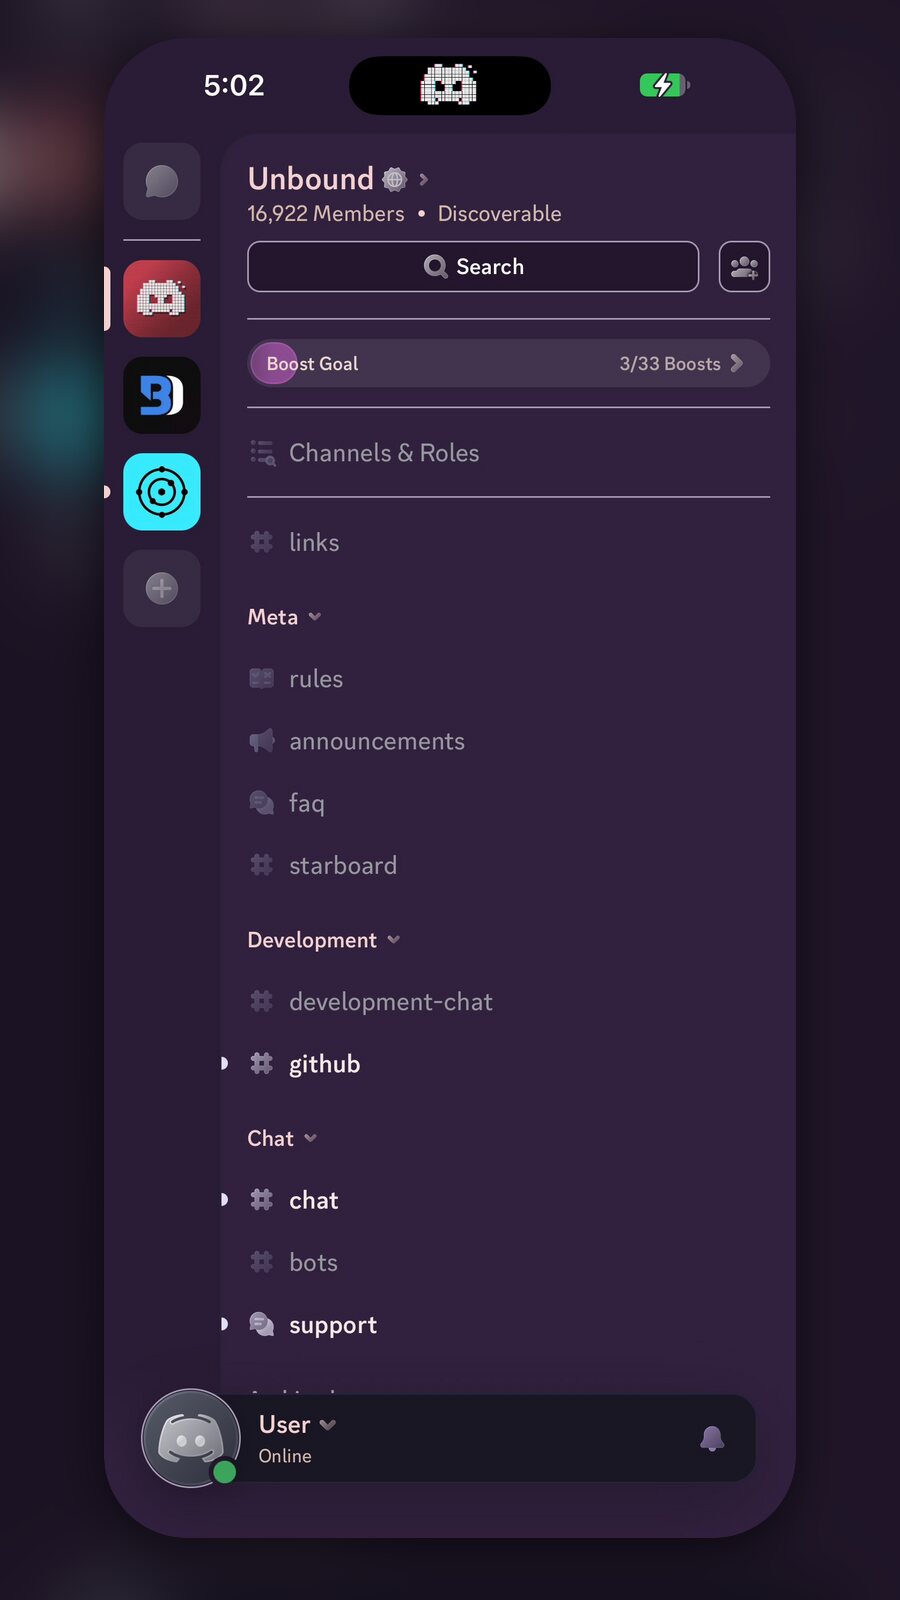 5:02
Unbound
16,922 Members • Discoverable
Search
Boost Goal 3/33 Boosts
Channels & Roles
links
Meta
rules
announcements
faq
starboard
Development
development-chat
github
Chat
chat
bots
support
User
Online